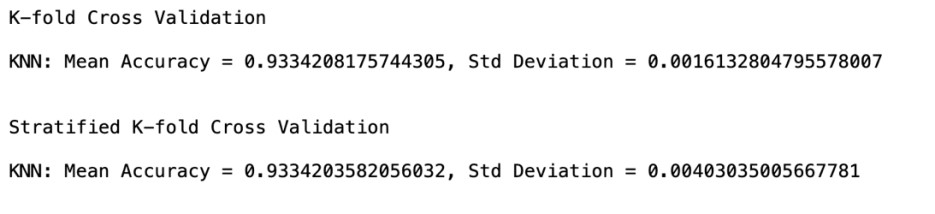 K-fold Cross Validation
KNN: Mean Accuracy = 0.9334208175744305, Std Deviation = 0.0016132804795578007
Stratified K-fold Cross Validation
KNN: Mean Accuracy = 0.9334203582056032, Std Deviation = 0.00403035005667781